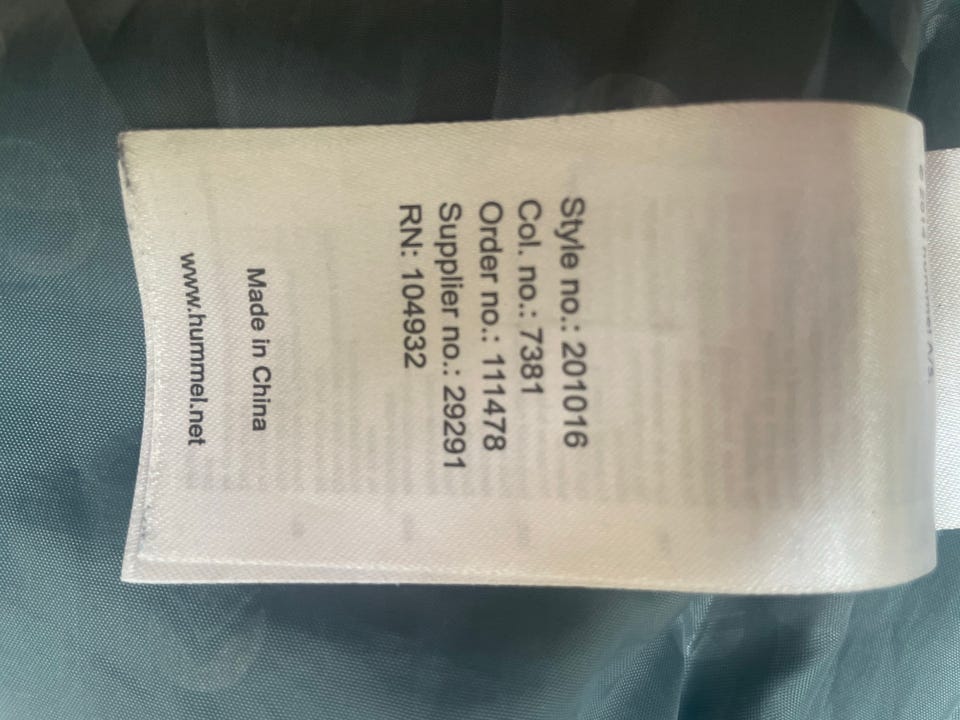 Style no.: 201016
Col. no.: 7381
Order no.: 111478
Supplier no.: 29291
RN: 104932
Made in China
www.hummel.net